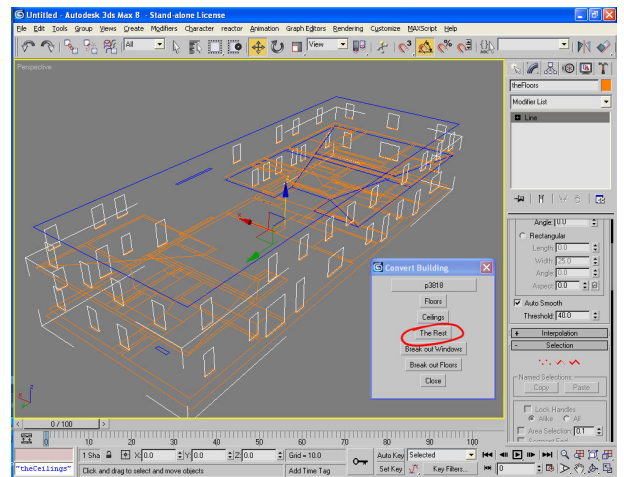 Untitled - Autodesk 3ds Max 8 - Stand-alone License
File Edit Tools Group Views Create Modifiers Character reactor Animation Graph Editors Rendering Customize MAXScript Help
All View
Perspective
theFloors
Modifier List
Line
Angle: 0.0
Rectangular
Length: 0.0
Width: 25.0
Angle: 0.0
Aspect: 0.0
Auto Smooth
Threshold: 40.0
+ Interpolation
- Selection
Named Selections:
Copy Paste
Lock Handles
Alike All
Area Selection: 0.1
Segment End
Convert Building
p3818
Floors
Ceilings
The Rest
Break out Windows
Break out Floors
Close
z
x
0 / 100
0 10 20 30 40 50 60 70 80 90 100
1 Sha X: 0.0 Y: 0.0 Z: 0.0 Grid = 10.0 Auto Key Selected
"theCeilings" Click and drag to select and move objects Add Time Tag Set Key Key Filters... 0